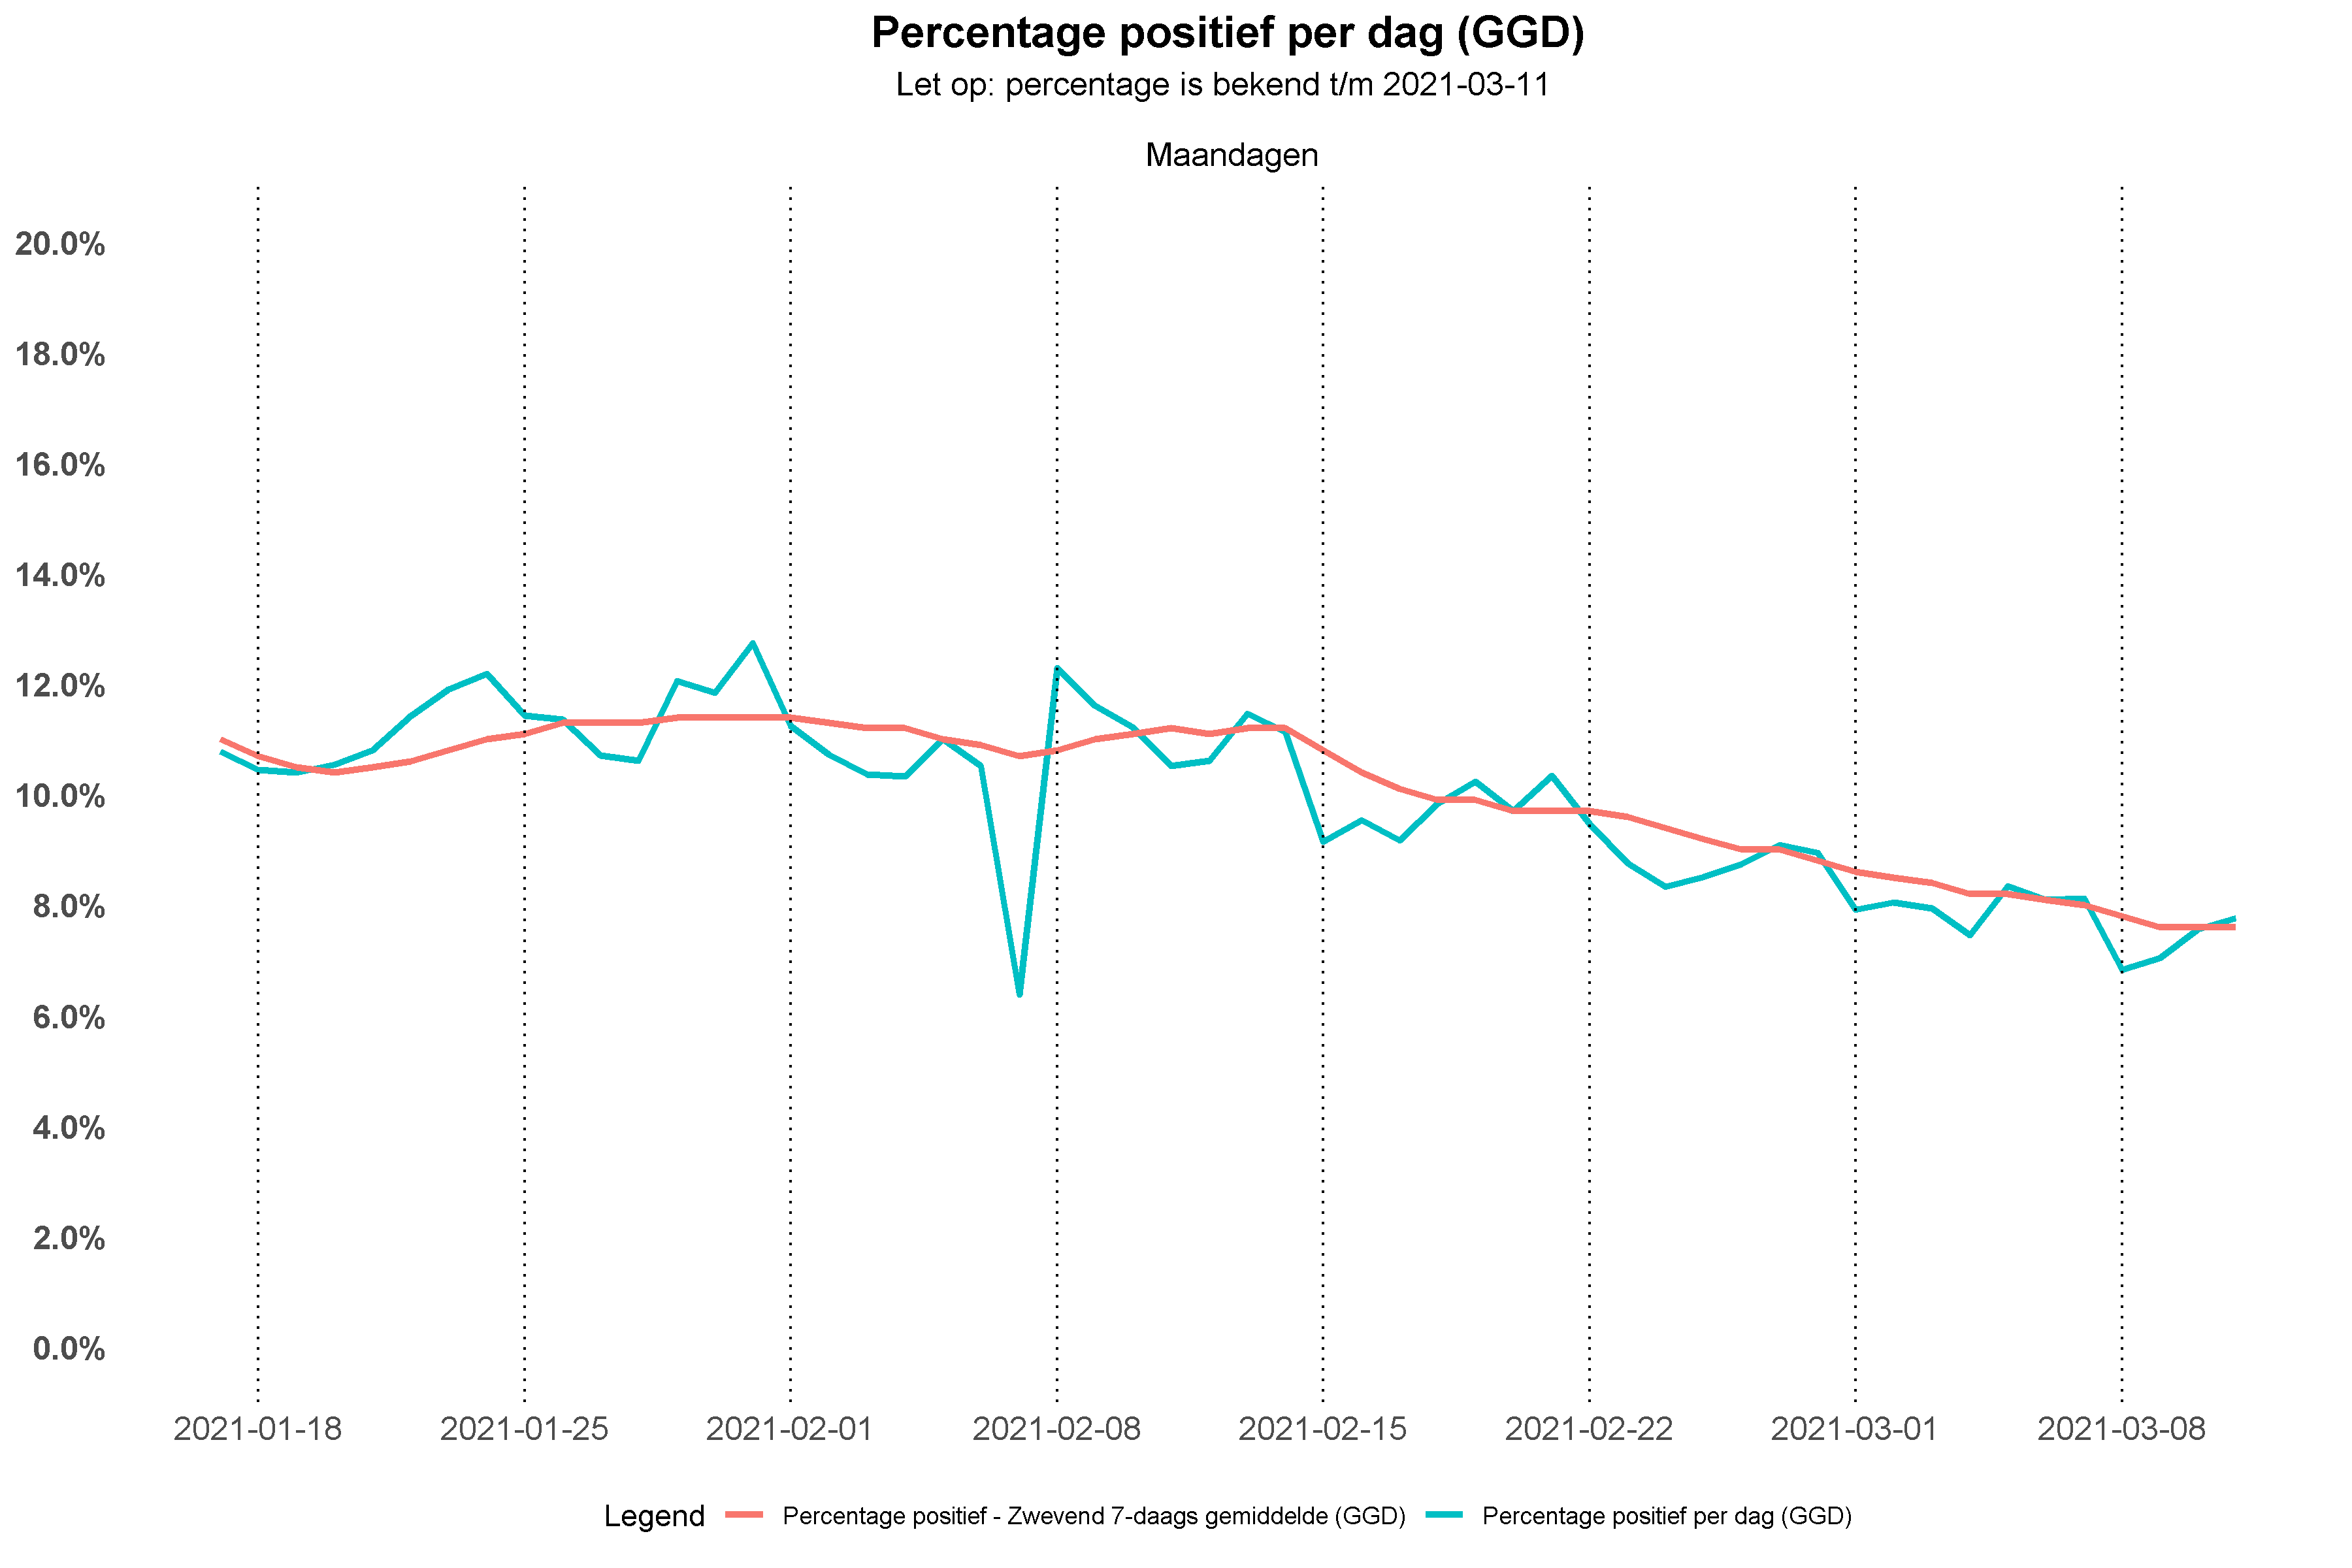 Percentage positief per dag (GGD)
Let op: percentage is bekend t/m 2021-03-11
Maandagen
20.0%
18.0%
16.0%
14.0%
12.0%
10.0%
8.0%
6.0%
4.0%
2.0%
0.0%
2021-01-18 2021-01-25 2021-02-01 2021-02-08 2021-02-15 2021-02-22 2021-03-01 2021-03-08
Legend Percentage positief - Zwevend 7-daags gemiddelde (GGD) Percentage positief per dag (GGD)